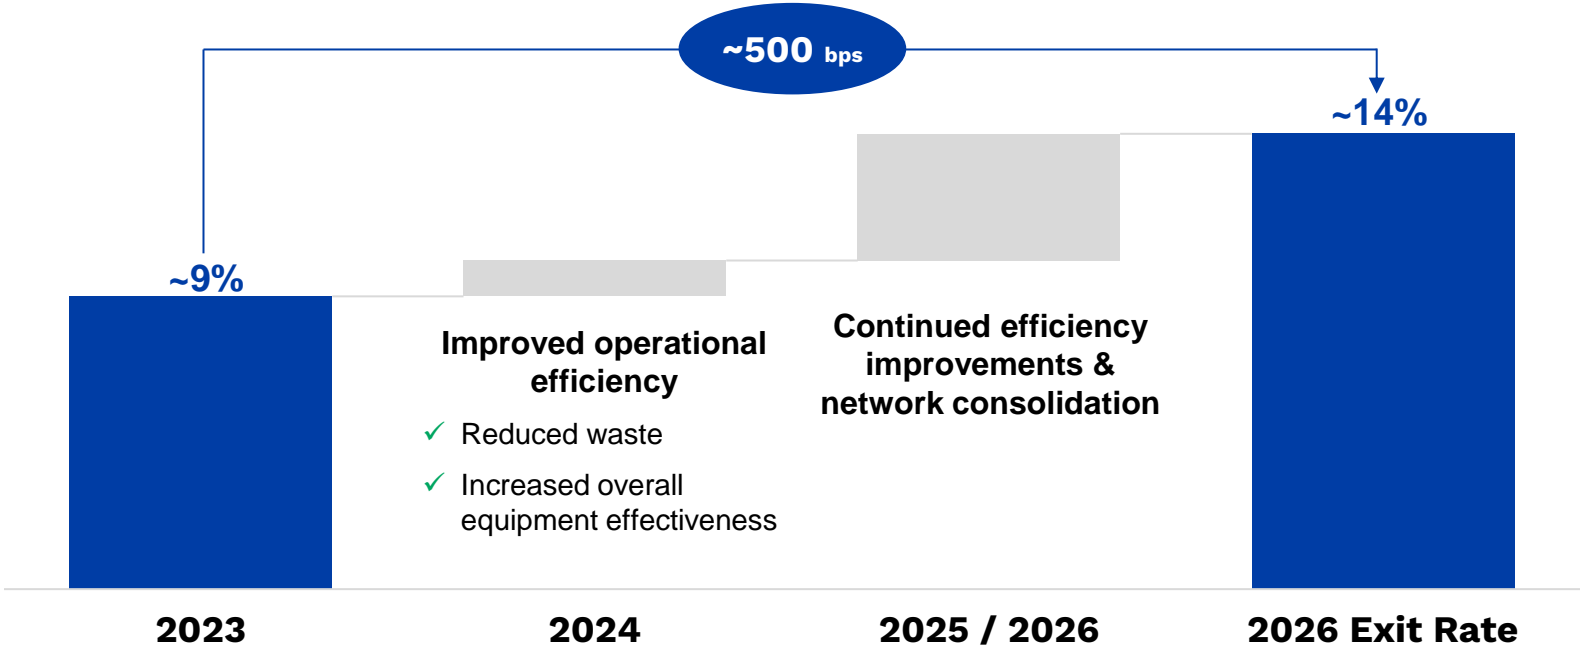 ~500 bps
~9%
~14%
Improved operational
efficiency
✓ Reduced waste
✓ Increased overall
equipment effectiveness
Continued efficiency
improvements &
network consolidation
2023
2024
2025 / 2026
2026 Exit Rate